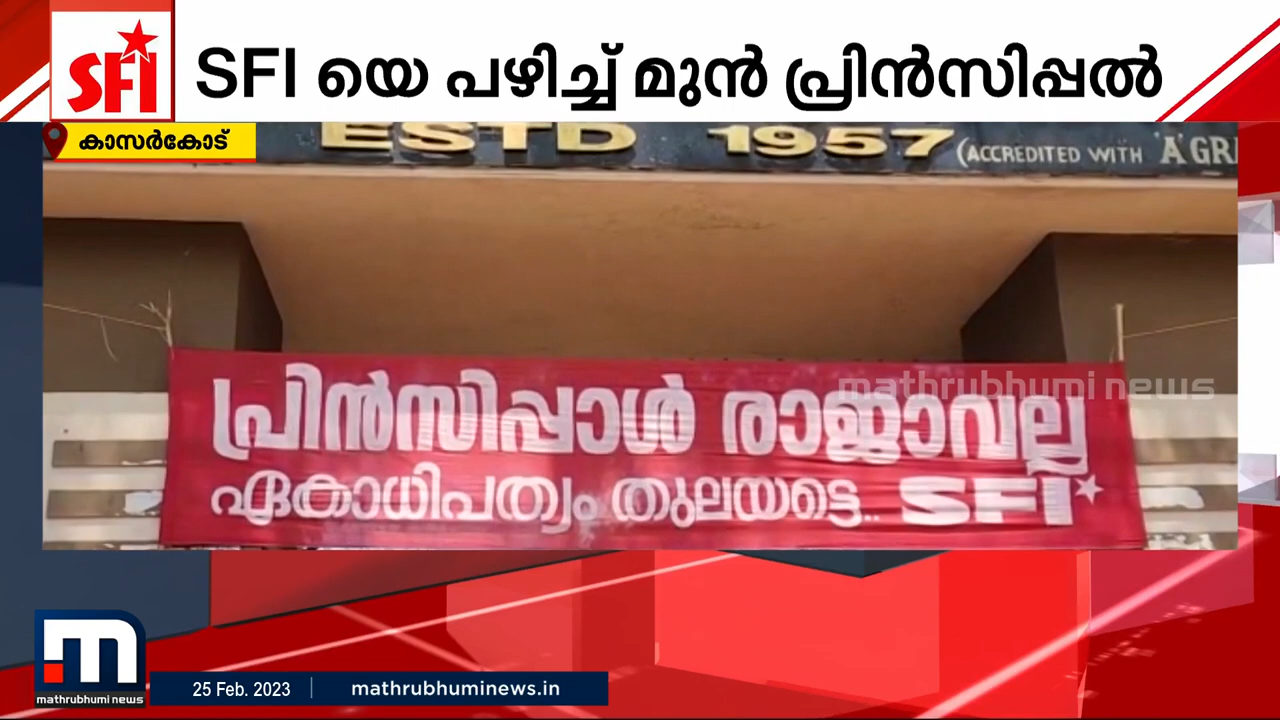 SFI
SFI യെ പഴിച്ച് മുൻ പ്രിൻസിപ്പൽ
കാസർകോട്
ESTD 1957 (ACCREDITED WITH 'A' GR
mathrubhumi news
പ്രിൻസിപ്പാൾ രാജാവല്ല
ഏകാധിപത്വം തുലയട്ടെ.. SFI
mathrubhumi news
25 Feb. 2023
mathrubhuminews.in